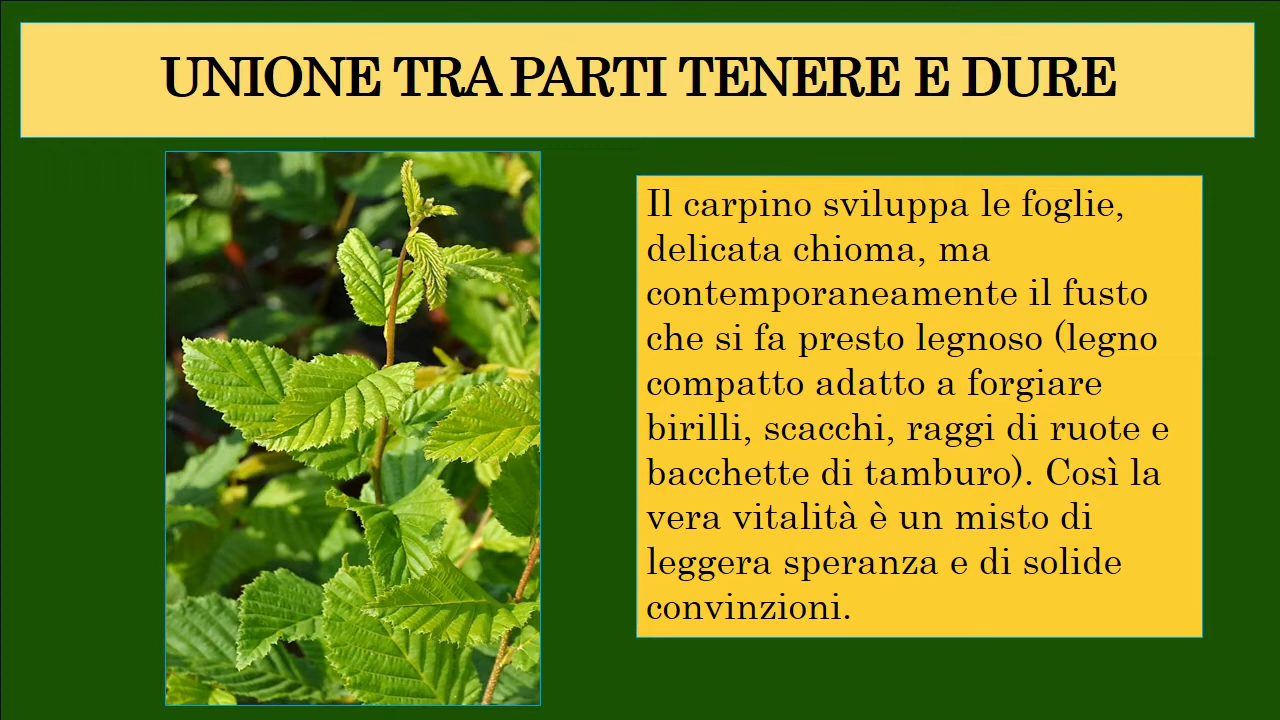 UNIONE TRA PARTI TENERE E DURE
Il carpino sviluppa le foglie,
delicata chioma, ma
contemporaneamente il fusto
che si fa presto legnoso (legno
compatto adatto a forgiare
birilli, scacchi, raggi di ruote e
bacchette di tamburo). Così la
vera vitalità è un misto di
leggera speranza e di solide
convinzioni.